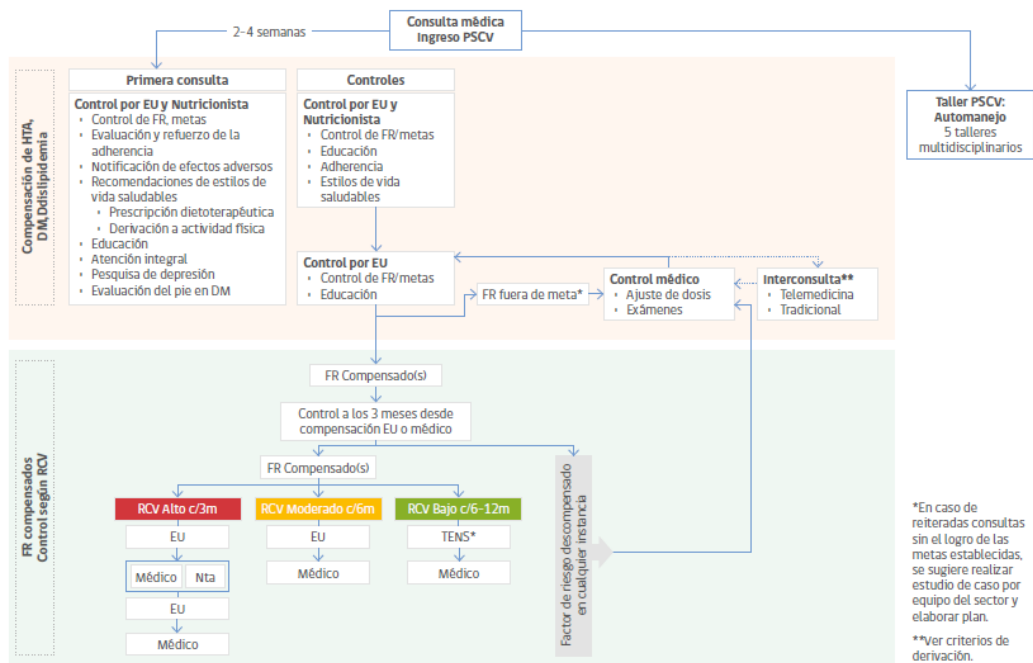 Consulta médica
Ingreso PSCV
2-4 semanas
Compensación de HTA,
DM,Ddislipidemia
Primera consulta
Control por EU y Nutricionista
• Control de FR, metas
• Evaluación y refuerzo de la
adherencia
• Notificación de efectos adversos
• Recomendaciones de estilos de
vida saludables
• Prescripción dietoterapéutica
• Derivación a actividad física
• Educación
• Atención integral
• Pesquisa de depresión
• Evaluación del pie en DM
Controles
Control por EU y
Nutricionista
• Control de FR/metas
• Educación
• Adherencia
• Estilos de vida
saludables
Taller PSCV:
Automanejo
5 talleres
multidisciplinarios
Control por EU
• Control de FR/metas
• Educación
FR fuera de meta*
Control médico
• Ajuste de dosis
• Exámenes
Interconsulta**
• Telemedicina
• Tradicional
FR compensados
Control según RCV
FR Compensado(s)
Control a los 3 meses desde
compensación EU o médico
FR Compensado(s)
RCV Alto c/3m
EU
Médico
Nta
EU
Médico
RCV Moderado c/6m
EU
Médico
RCV Bajo c/6-12m
TENS*
Médico
Factor de riesgo descompensado
en cualquier instancia
*En caso de
reiteradas consultas
sin el logro de las
metas establecidas,
se sugiere realizar
estudio de caso por
equipo del sector y
elaborar plan.
**Ver criterios de
derivación.